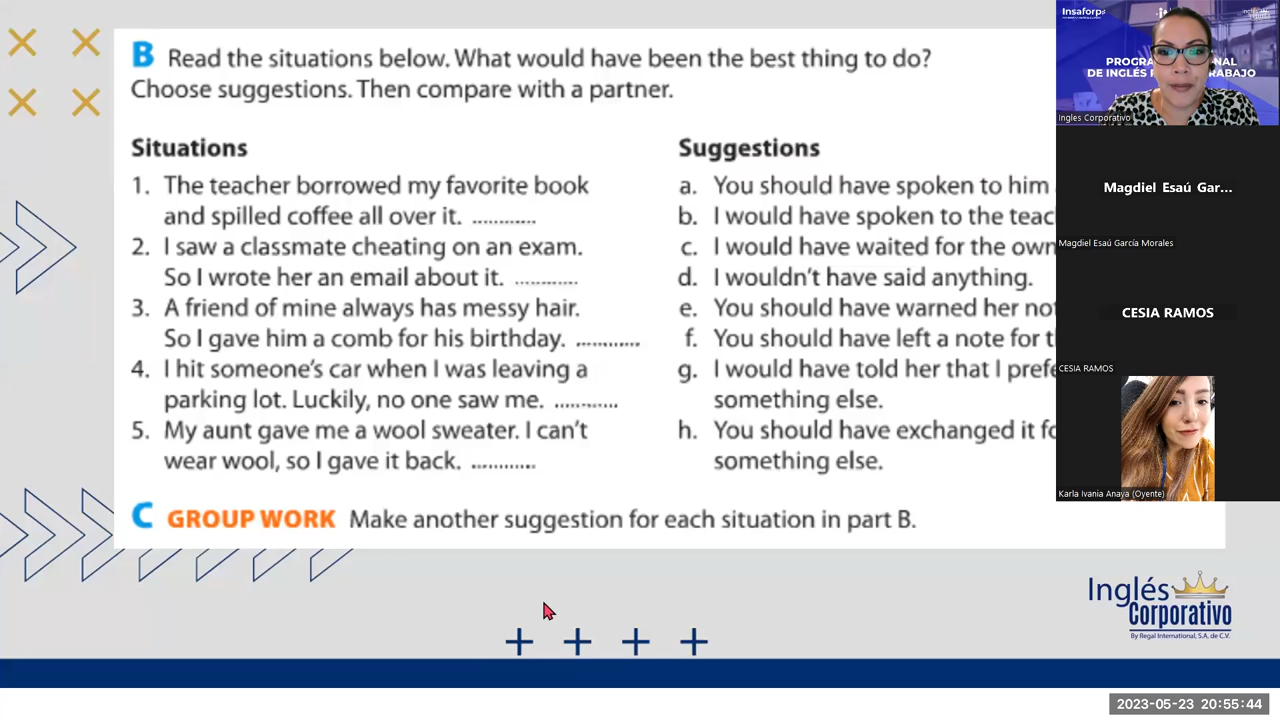 B Read the situations below. What would have been the best thing to do?
Choose suggestions. Then compare with a partner.
Situations
1. The teacher borrowed my favorite book
and spilled coffee all over it. ............
2. I saw a classmate cheating on an exam.
So I wrote her an email about it. ............
3. A friend of mine always has messy hair.
So I gave him a comb for his birthday. ............
4. I hit someone's car when I was leaving a
parking lot. Luckily, no one saw me. ............
5. My aunt gave me a wool sweater. I can't
wear wool, so I gave it back. ............
Suggestions
a. You should have spoken to him
b. I would have spoken to the teac
c. I would have waited for the own
d. I wouldn't have said anything.
e. You should have warned her not
f. You should have left a note for t
g. I would have told her that I prefe
something else.
h. You should have exchanged it fo
something else.
C GROUP WORK Make another suggestion for each situation in part B.
Insaforp
Ingles Corporativo
Magdiel Esaú Gar...
Magdiel Esaú García Morales
CESIA RAMOS
CESIA RAMOS
Karla Ivania Anaya (Oyente)
Inglés
Corporativo
By Regal International, S.A. de C.V.
2023-05-23 20:55:44